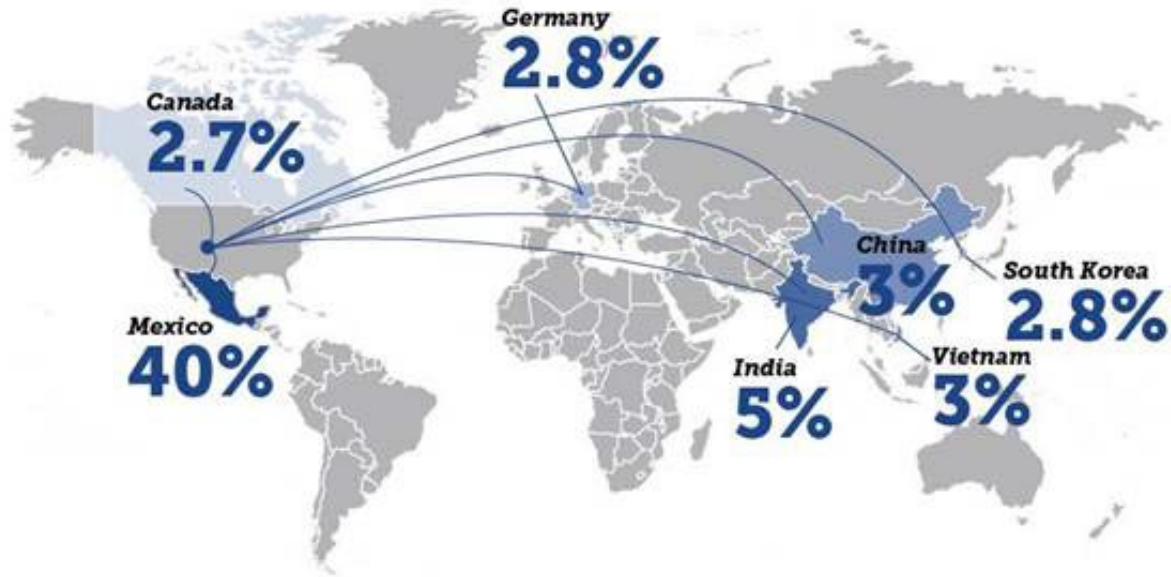 Germany
2.8%
Canada
2.7%
China
3%
South Korea
2.8%
Mexico
40%
India
5%
Vietnam
3%